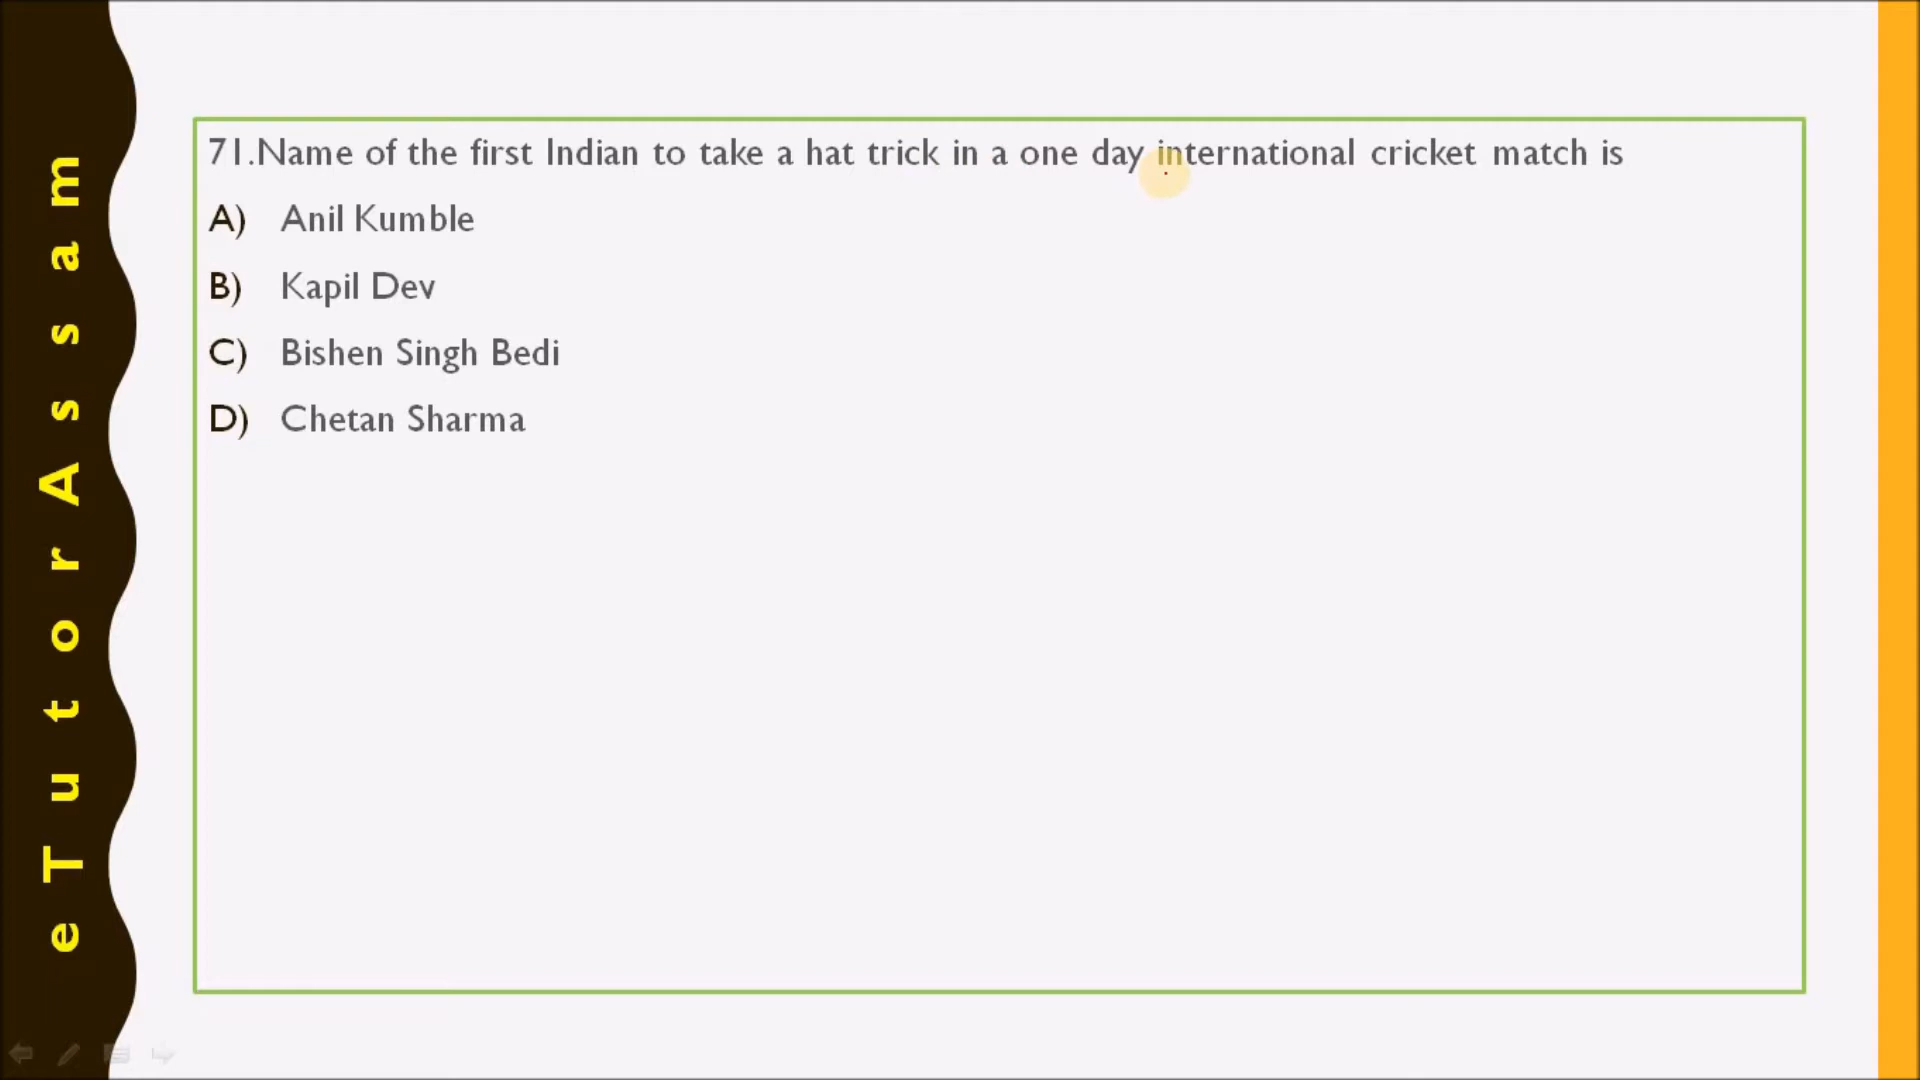 eTutorAssam
71.Name of the first Indian to take a hat trick in a one day international cricket match is
A) Anil Kumble
B) Kapil Dev
C) Bishen Singh Bedi
D) Chetan Sharma